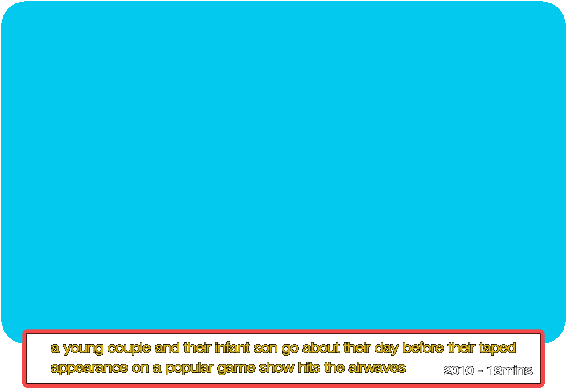 a young couple and their infant son go about their day before their taped
appearance on a popular game show hits the airwaves
2010 - 18mins